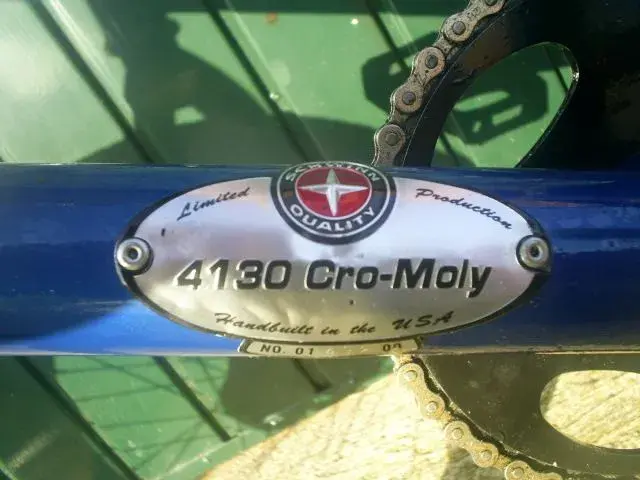 SCHWINN
QUALITY
Limited Production
4130 Cro-Moly
Handbuilt in the USA
NO. 01